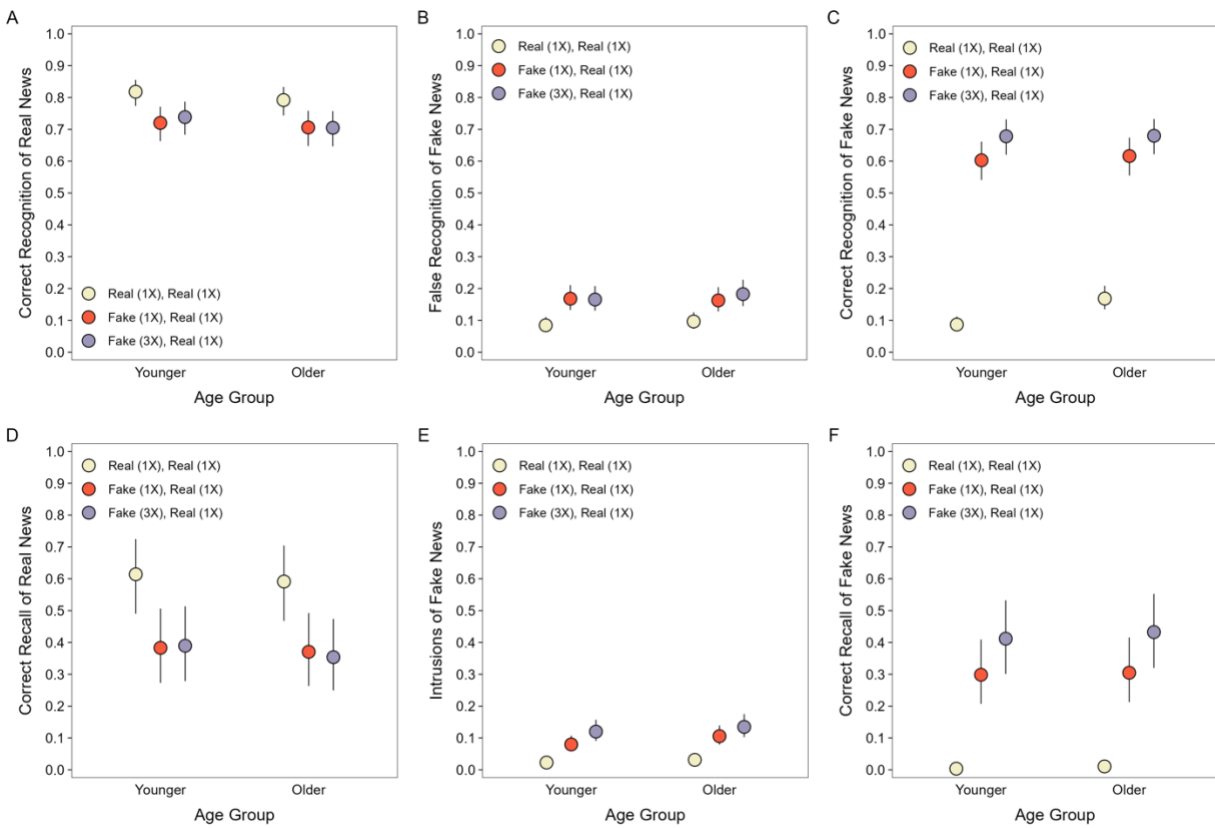 A
Correct Recognition of Real News
1.0
0.9
0.8
0.7
0.6
0.5
0.4
0.3
0.2
0.1
0.0
Real (1X), Real (1X)
Fake (1X), Real (1X)
Fake (3X), Real (1X)
Younger
Older
Age Group
B
False Recognition of Fake News
1.0
0.9
0.8
0.7
0.6
0.5
0.4
0.3
0.2
0.1
0.0
Real (1X), Real (1X)
Fake (1X), Real (1X)
Fake (3X), Real (1X)
Younger
Older
Age Group
C
Correct Recognition of Fake News
1.0
0.9
0.8
0.7
0.6
0.5
0.4
0.3
0.2
0.1
0.0
Real (1X), Real (1X)
Fake (1X), Real (1X)
Fake (3X), Real (1X)
Younger
Older
Age Group
D
Correct Recall of Real News
1.0
0.9
0.8
0.7
0.6
0.5
0.4
0.3
0.2
0.1
0.0
Real (1X), Real (1X)
Fake (1X), Real (1X)
Fake (3X), Real (1X)
Younger
Older
Age Group
E
Intrusions of Fake News
1.0
0.9
0.8
0.7
0.6
0.5
0.4
0.3
0.2
0.1
0.0
Real (1X), Real (1X)
Fake (1X), Real (1X)
Fake (3X), Real (1X)
Younger
Older
Age Group
F
Correct Recall of Fake News
1.0
0.9
0.8
0.7
0.6
0.5
0.4
0.3
0.2
0.1
0.0
Real (1X), Real (1X)
Fake (1X), Real (1X)
Fake (3X), Real (1X)
Younger
Older
Age Group